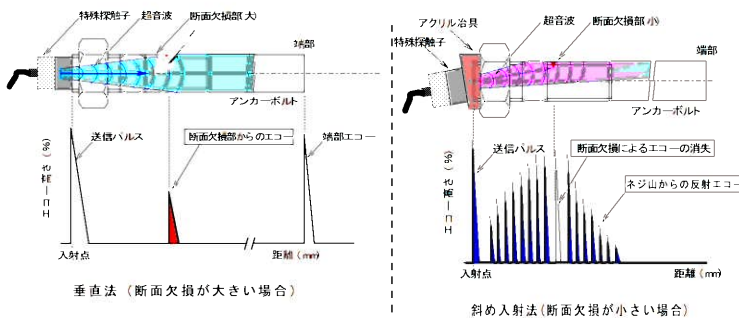 特殊探触子
超音波
断面欠損部(大)
端部
アンカーボルト
送信パルス
断面欠損部からのエコー
端部エコー
エコー高さ(%)
入射点
距離(mm)
垂直法(断面欠損が大きい場合)
アクリル冶具
特殊探触子
超音波
断面欠損部(小)
端部
アンカーボルト
送信パルス
断面欠損によるエコーの消失
ネジ山からの反射エコー
エコー高さ(%)
入射点
距離(mm)
斜め入射法(断面欠損が小さい場合)